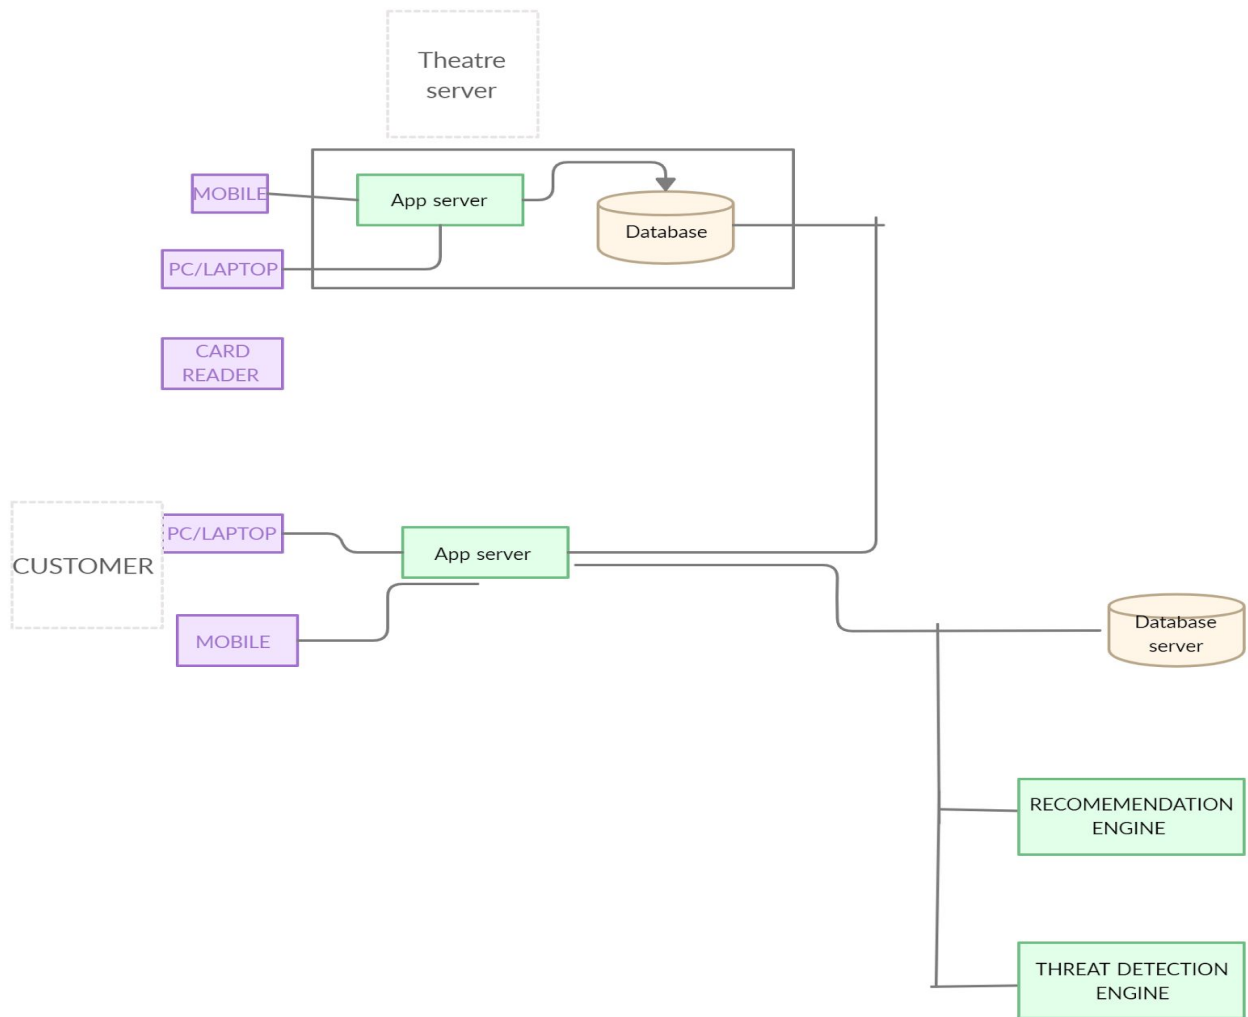 Theatre
server
MOBILE
App server
Database
PC/LAPTOP
CARD
READER
CUSTOMER
PC/LAPTOP
App server
MOBILE
Database
server
RECOMEMENDATION
ENGINE
THREAT DETECTION
ENGINE